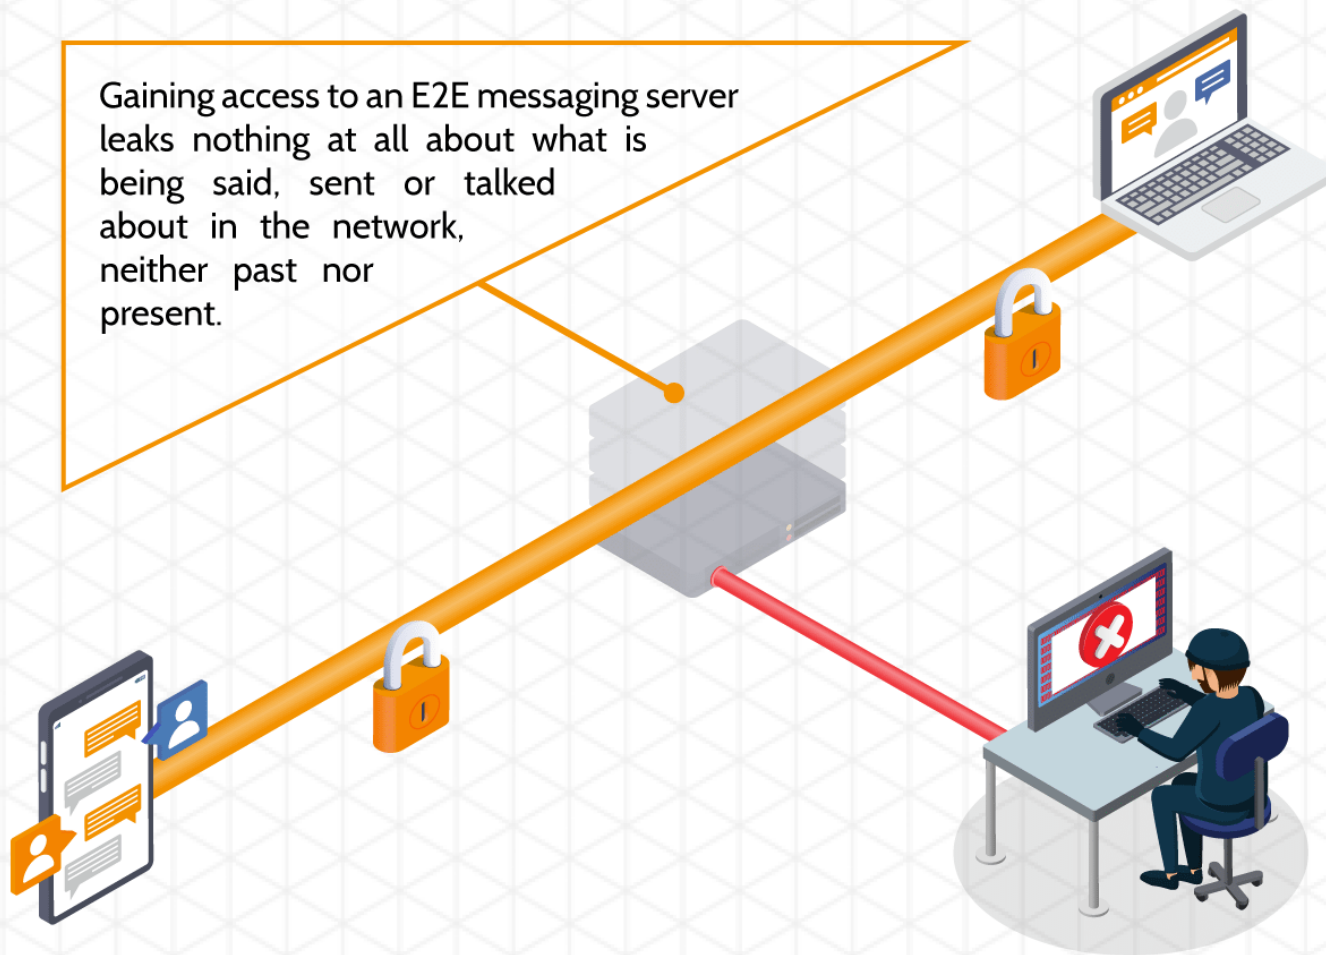 Gaining access to an E2E messaging server
leaks nothing at all about what is
being said, sent or talked
about in the network,
neither past nor
present.